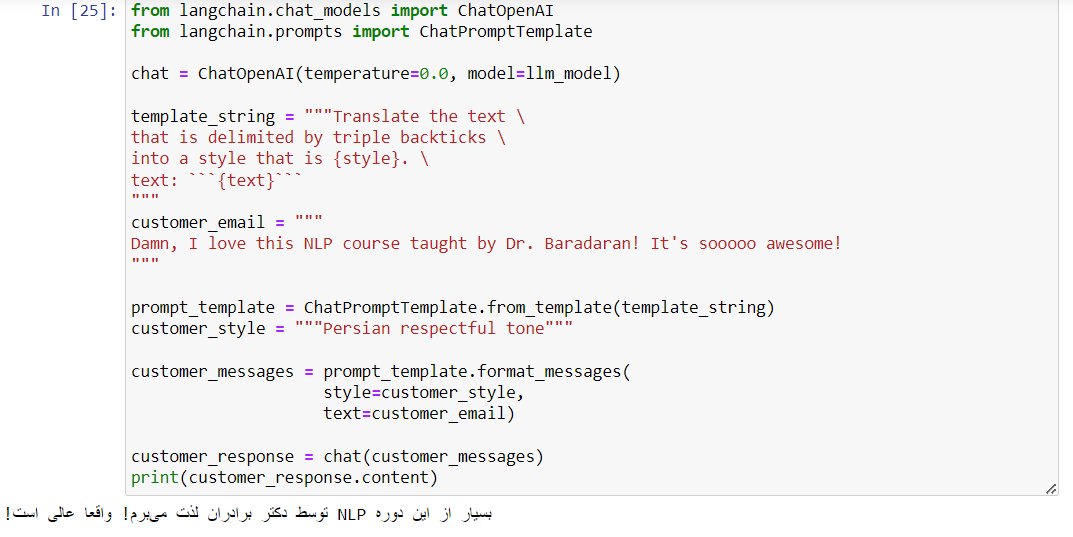 In [25]: from langchain.chat_models import ChatOpenAI
from langchain.prompts import ChatPromptTemplate
chat = ChatOpenAI(temperature=0.0, model=llm_model)
template_string = """Translate the text \
that is delimited by triple backticks \
into a style that is {style}. \
text: ```{text}```
"""
customer_email = """
Damn, I love this NLP course taught by Dr. Baradaran! It's sooooo awesome!
"""
prompt_template = ChatPromptTemplate.from_template(template_string)
customer_style = """Persian respectful tone"""
customer_messages = prompt_template.format_messages(
                    style=customer_style,
                    text=customer_email)
customer_response = chat(customer_messages)
print(customer_response.content)
بسیار از این دوره NLP توسط دکتر برادران لذت می‌برم! واقعا عالی است!